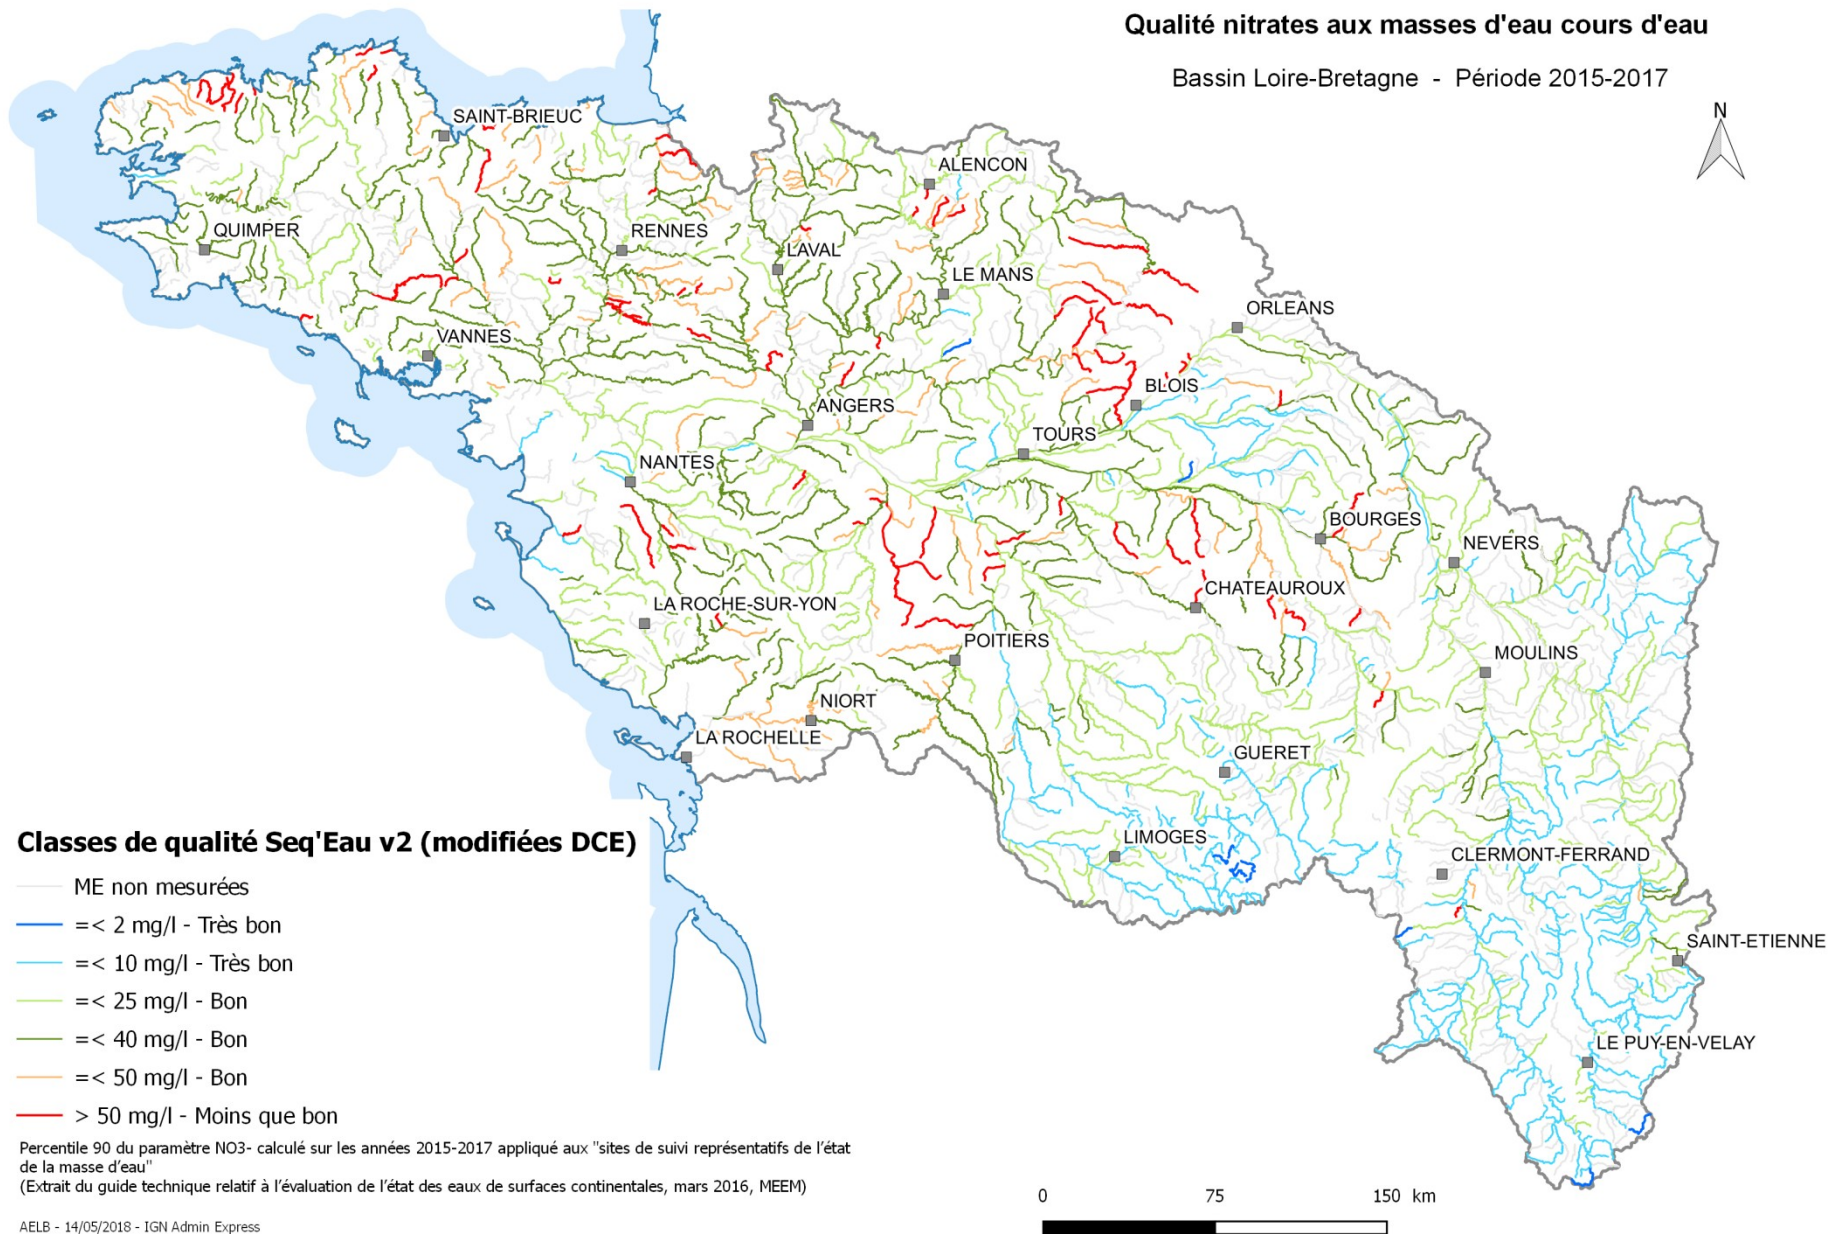 Qualité nitrates aux masses d'eau cours d'eau
Bassin Loire-Bretagne - Période 2015-2017
N
SAINT-BRIEUC
ALENCON
QUIMPER
RENNES
LAVAL
LE MANS
ORLEANS
VANNES
BLOIS
ANGERS
TOURS
NANTES
BOURGES
NEVERS
CHATEAUROUX
LA ROCHE-SUR-YON
POITIERS
MOULINS
NIORT
LA ROCHELLE
GUERET
LIMOGES
CLERMONT-FERRAND
SAINT-ETIENNE
LE PUY-EN-VELAY
Classes de qualité Seq'Eau v2 (modifiées DCE)
ME non mesurées
=< 2 mg/l - Très bon
=< 10 mg/l - Très bon
=< 25 mg/l - Bon
=< 40 mg/l - Bon
=< 50 mg/l - Bon
> 50 mg/l - Moins que bon
Percentile 90 du paramètre NO3- calculé sur les années 2015-2017 appliqué aux "sites de suivi représentatifs de l'état
de la masse d'eau"
(Extrait du guide technique relatif à l'évaluation de l'état des eaux de surfaces continentales, mars 2016, MEEM)
AELB - 14/05/2018 - IGN Admin Express
0 75 150 km